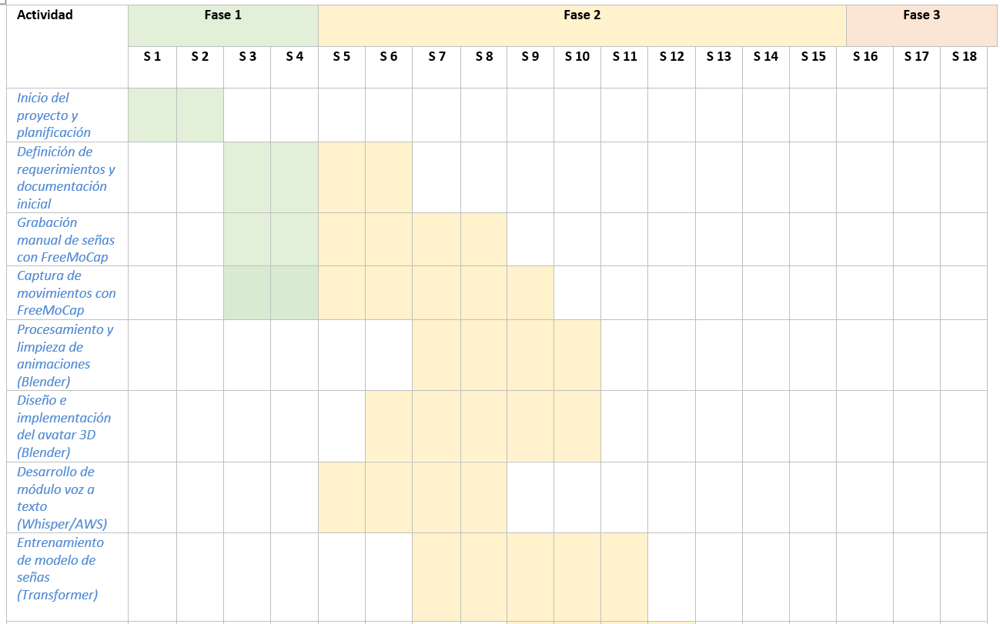 Actividad Fase 1 Fase 2 Fase 3
S 1 S 2 S 3 S 4 S 5 S 6 S 7 S 8 S 9 S 10 S 11 S 12 S 13 S 14 S 15 S 16 S 17 S 18
Inicio del
proyecto y
planificación
Definición de
requerimientos y
documentación
inicial
Grabación
manual de señas
con FreeMoCap
Captura de
movimientos con
FreeMoCap
Procesamiento y
limpieza de
animaciones
(Blender)
Diseño e
implementación
del avatar 3D
(Blender)
Desarrollo de
módulo voz a
texto
(Whisper/AWS)
Entrenamiento
de modelo de
señas
(Transformer)